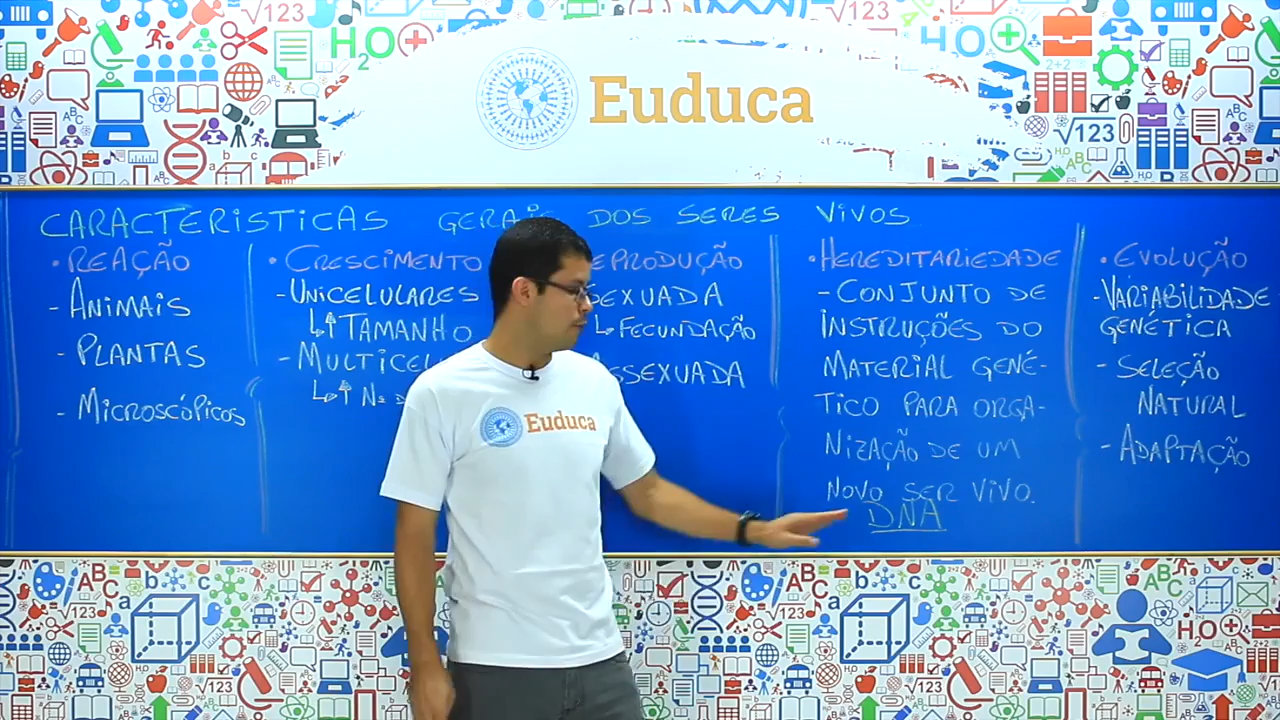 Euduca
CARACTERISTICAS GERAIS DOS SERES VIVOS
• REAÇÃO
- ANIMAIS
- PLANTAS
- MICROSCÓPICOS
• CRESCIMENTO
- UNICELULARES
↳↑TAMANHO
- MULTICEL
↳↑ Nº D
EPRODUÇÃO
SEXUADA
↳ FECUNDAÇÃO
ASSEXUADA
• HEREDITARIEDADE
- CONJUNTO DE
INSTRUÇÕES DO
MATERIAL GENÉ-
TICO PARA ORGA-
NIZAÇÃO DE UM
NOVO SER VIVO.
DNA
• EVOLUÇÃO
- VARIABILIDADE
GENÉTICA
- SELEÇÃO
NATURAL
- ADAPTAÇÃO
Euduca